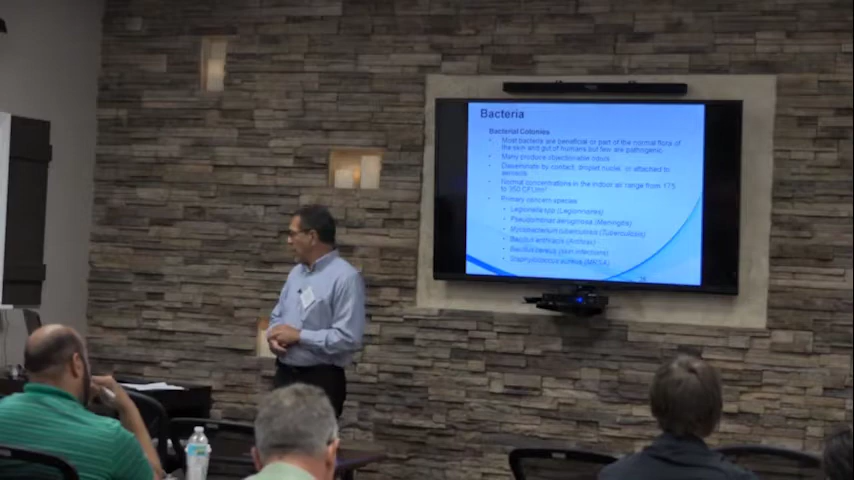 Bacteria
Bacterial Colonies
Most bacteria are beneficial or part of the normal flora of
the skin and gut of humans but few are pathogenic
Many produce objectionable odors
Disseminate by contact, droplet nuclei, or attached to
aerosols
Normal concentrations in the indoor air range from 175
to 350 CFU/m³
Primary concern species
Legionella spp (Legionnaires)
Pseudomonas aeruginosa (Meningitis)
Mycobacterium tuberculosis (Tuberculosis)
Bacillus anthracis (Anthrax)
Bacillus cereus (skin infections)
Staphylococcus aureus (MRSA)